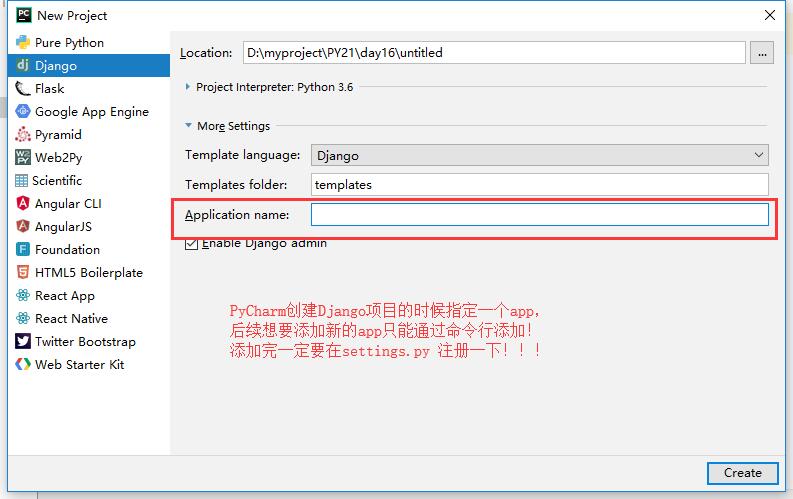 New Project
Pure Python
Django
Flask
Google App Engine
Pyramid
Web2Py
Scientific
Angular CLI
AngularJS
Foundation
HTML5 Boilerplate
React App
React Native
Twitter Bootstrap
Web Starter Kit
Location: D:\myproject\PY21\day16\untitled ...
Project Interpreter: Python 3.6
More Settings
Template language: Django
Templates folder: templates
Application name:
Enable Django admin
PyCharm创建Django项目的时候指定一个app,
后续想要添加新的app只能通过命令行添加!
添加完一定要在settings.py 注册一下!!!
Create